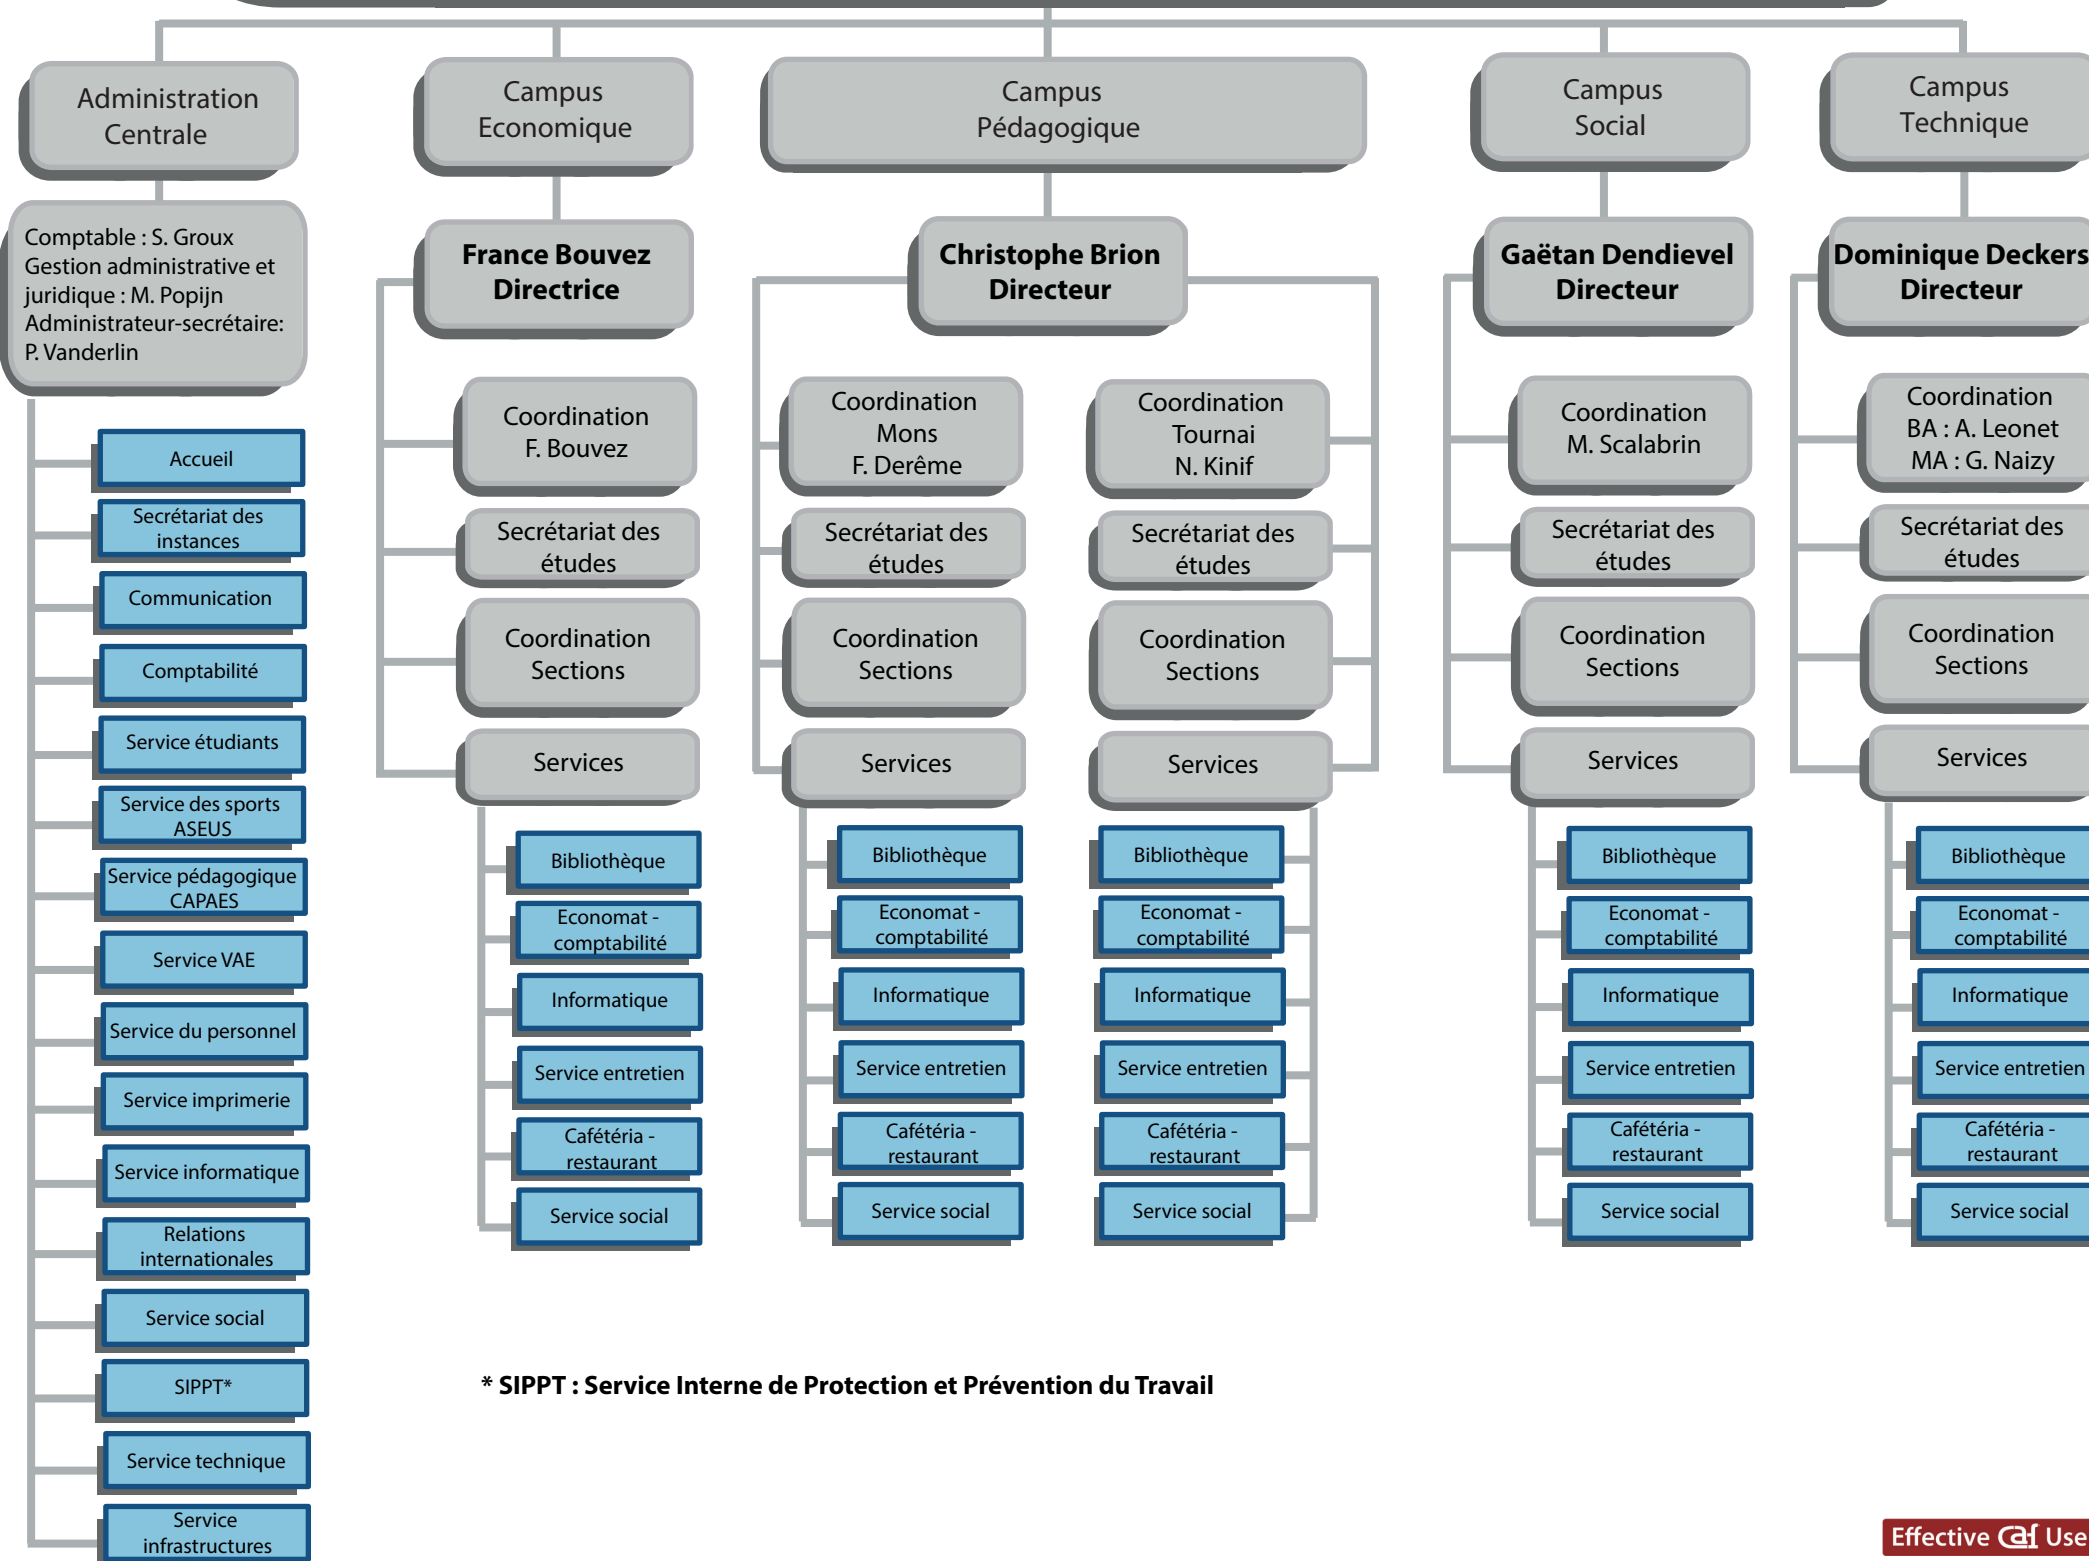 Administration
Centrale
Comptable : S. Groux
Gestion administrative et
juridique : M. Popijn
Administrateur-secrétaire:
P. Vanderlin
Accueil
Secrétariat des
instances
Communication
Comptabilité
Service étudiants
Service des sports
ASEUS
Service pédagogique
CAPAES
Service VAE
Service du personnel
Service imprimerie
Service informatique
Relations
internationales
Service social
SIPPT*
Service technique
Service
infrastructures
Campus
Economique
France Bouvez
Directrice
Coordination
F. Bouvez
Secrétariat des
études
Coordination
Sections
Services
Bibliothèque
Economat -
comptabilité
Informatique
Service entretien
Cafétéria -
restaurant
Service social
Campus
Pédagogique
Christophe Brion
Directeur
Coordination
Mons
F. Derême
Secrétariat des
études
Coordination
Sections
Services
Bibliothèque
Economat -
comptabilité
Informatique
Service entretien
Cafétéria -
restaurant
Service social
Coordination
Tournai
N. Kinif
Secrétariat des
études
Coordination
Sections
Services
Bibliothèque
Economat -
comptabilité
Informatique
Service entretien
Cafétéria -
restaurant
Service social
Campus
Social
Gaëtan Dendievel
Directeur
Coordination
M. Scalabrin
Secrétariat des
études
Coordination
Sections
Services
Bibliothèque
Economat -
comptabilité
Informatique
Service entretien
Cafétéria -
restaurant
Service social
Campus
Technique
Dominique Deckers
Directeur
Coordination
BA : A. Leonet
MA : G. Naizy
Secrétariat des
études
Coordination
Sections
Services
Bibliothèque
Economat -
comptabilité
Informatique
Service entretien
Cafétéria -
restaurant
Service social
* SIPPT : Service Interne de Protection et Prévention du Travail
Effective caf Use